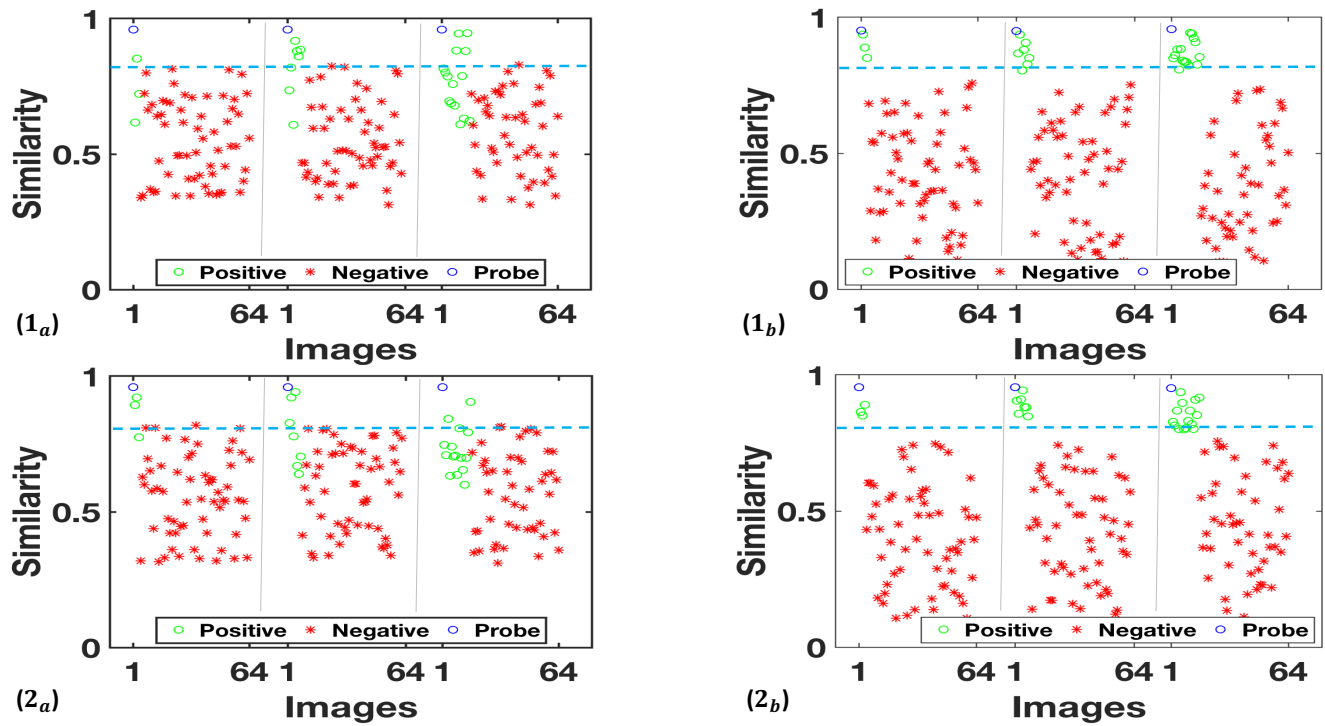 1
Similarity
0.5
0
Positive Negative Probe
1 64 1 64 1 64
Images
(1a)
1
Similarity
0.5
0
Positive Negative Probe
1 64 1 64 1 64
Images
(1b)
1
Similarity
0.5
0
Positive Negative Probe
1 64 1 64 1 64
Images
(2a)
1
Similarity
0.5
0
Positive Negative Probe
1 64 1 64 1 64
Images
(2b)